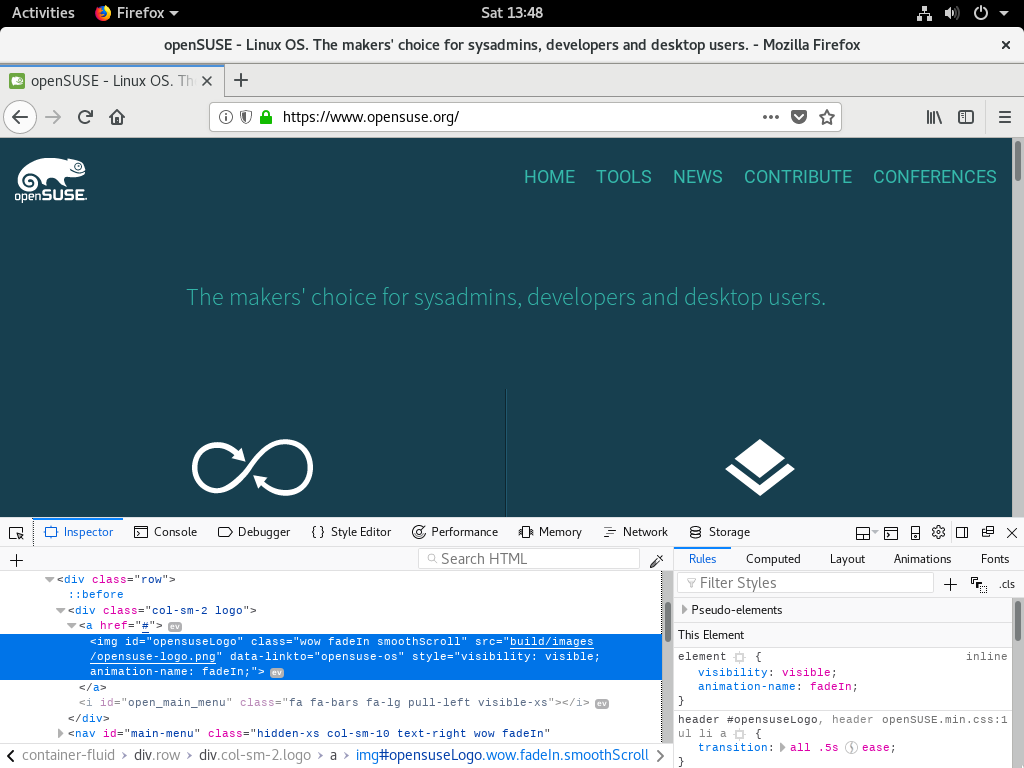 Activities Firefox Sat 13:48
openSUSE - Linux OS. The makers' choice for sysadmins, developers and desktop users. - Mozilla Firefox
openSUSE - Linux OS. Th
https://www.opensuse.org/
openSUSE
HOME TOOLS NEWS CONTRIBUTE CONFERENCES
The makers' choice for sysadmins, developers and desktop users.
Inspector Console Debugger { } Style Editor Performance Memory Network Storage
Search HTML
Rules Computed Layout Animations Fonts
Filter Styles
.cls
<div class="row">
::before
<div class="col-sm-2 logo">
<a href="#"> ev
<img id="opensuseLogo" class="wow fadeIn smoothScroll" src="build/images
/opensuse-logo.png" data-linkto="opensuse-os" style="visibility: visible;
animation-name: fadeIn;"> ev
</a>
<i id="open_main_menu" class="fa fa-bars fa-lg pull-left visible-xs"></i> ev
</div>
<nav id="main-menu" class="hidden-xs col-sm-10 text-right wow fadeIn"
container-fluid div.row div.col-sm-2.logo a img#opensuseLogo.wow.fadeIn.smoothScroll
Pseudo-elements
This Element
element { inline
visibility: visible;
animation-name: fadeIn;
}
header #opensuseLogo, header openSUSE.min.css:1
ul li a {
transition: all .5s ease;
}